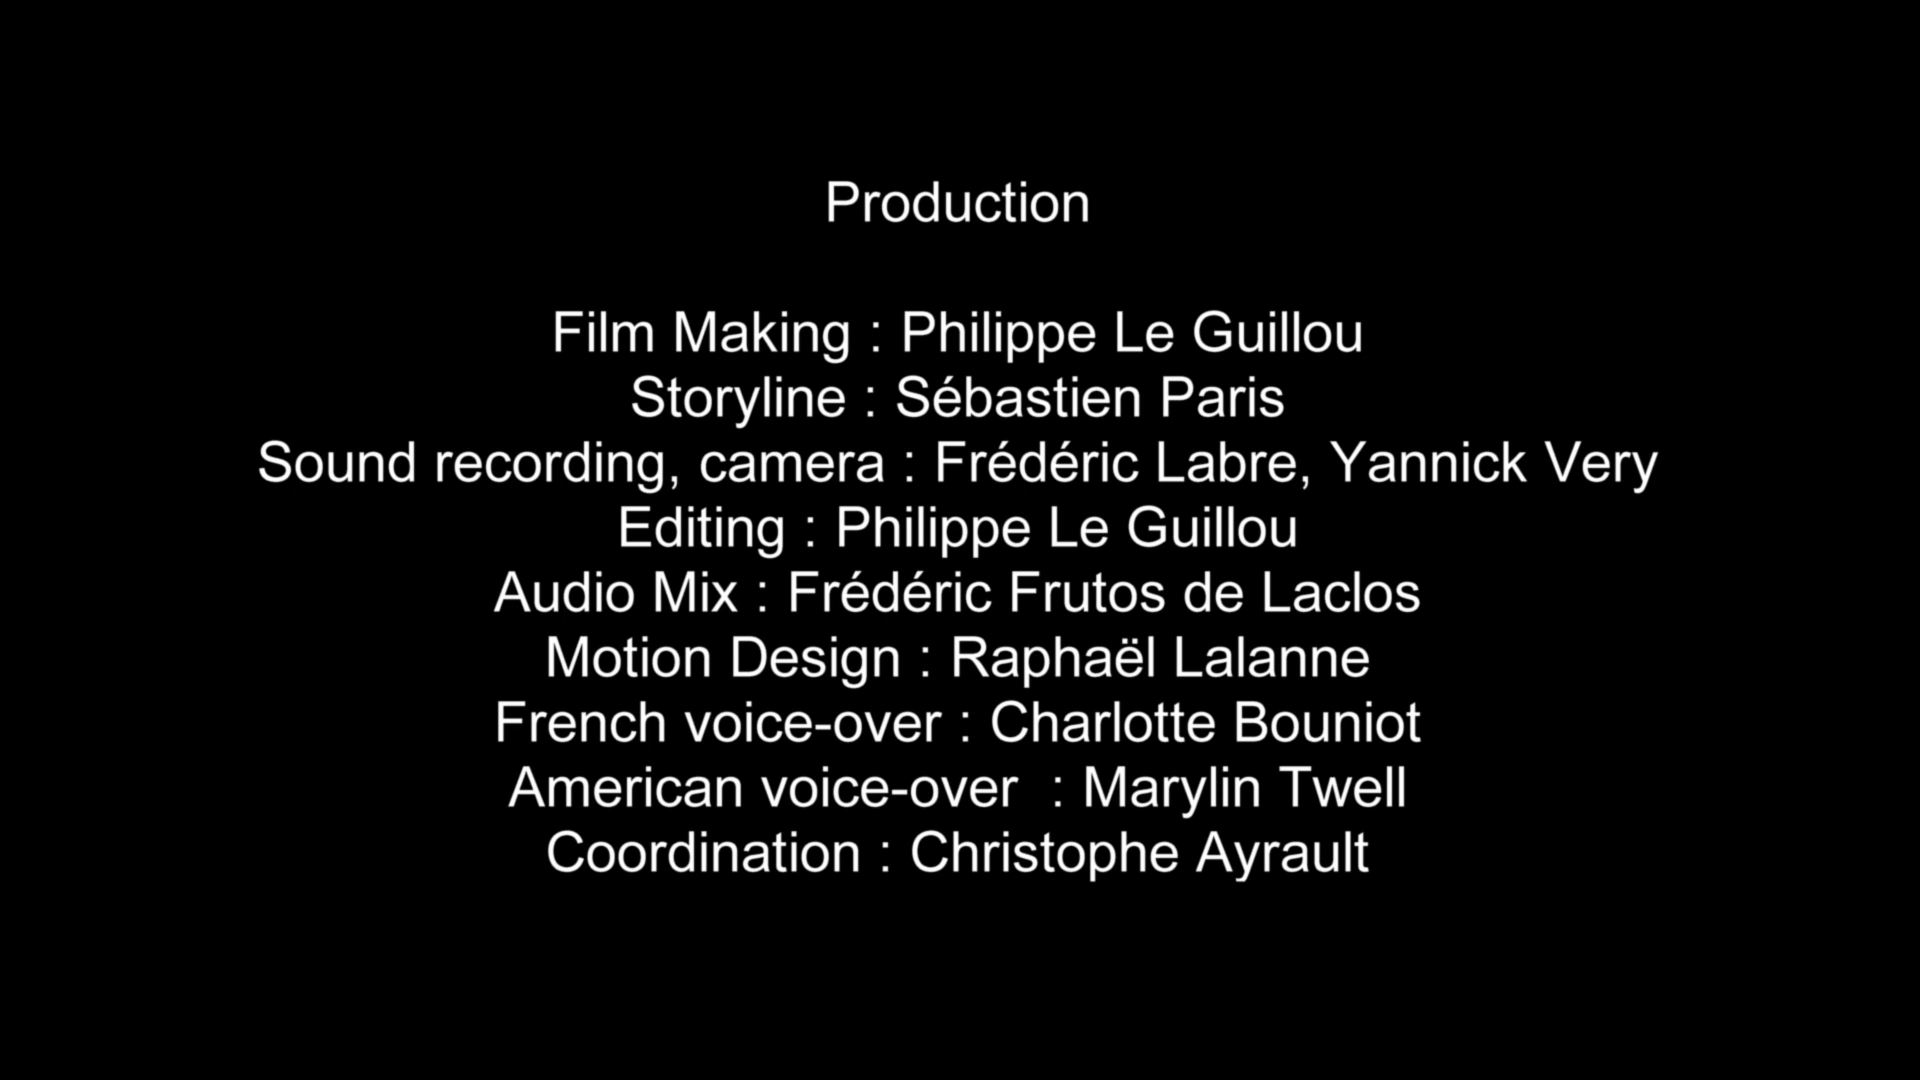 Production
Film Making : Philippe Le Guillou
Storyline : Sébastien Paris
Sound recording, camera : Frédéric Labre, Yannick Very
Editing : Philippe Le Guillou
Audio Mix : Frédéric Frutos de Laclos
Motion Design : Raphaël Lalanne
French voice-over : Charlotte Bouniot
American voice-over  : Marylin Twell
Coordination : Christophe Ayrault